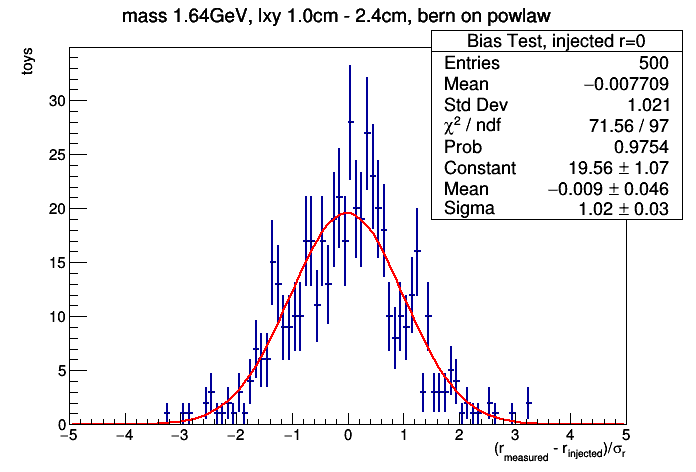 mass 1.64GeV, lxy 1.0cm - 2.4cm, bern on powlaw
toys
Bias Test, injected r=0
Entries 500
Mean −0.007709
Std Dev 1.021
χ² / ndf 71.56 / 97
Prob 0.9754
Constant 19.56 ± 1.07
Mean −0.009 ± 0.046
Sigma 1.02 ± 0.03
30
25
20
15
10
5
0
−5 −4 −3 −2 −1 0 1 2 3 4 5
(r_measured - r_injected)/σ_r